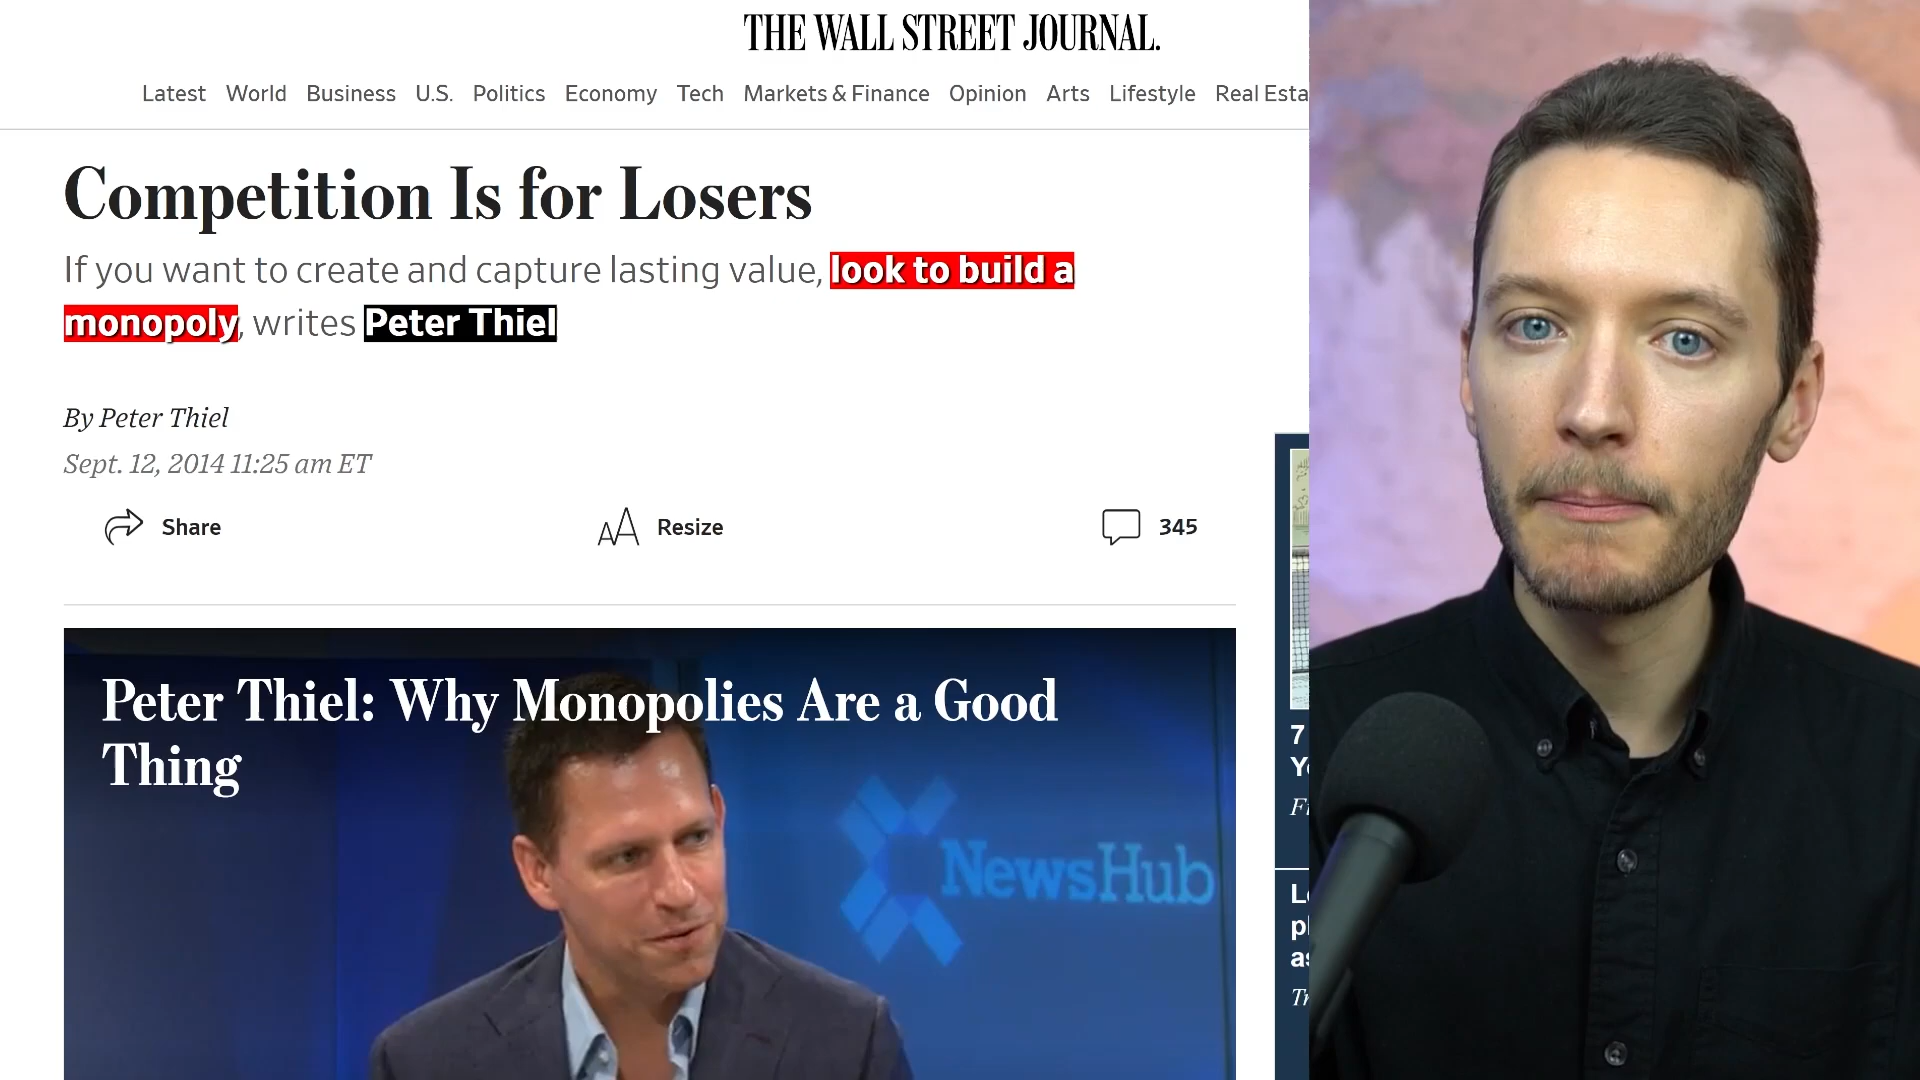 THE WALL STREET JOURNAL.
Latest World Business U.S. Politics Economy Tech Markets & Finance Opinion Arts Lifestyle Real Esta
Competition Is for Losers
If you want to create and capture lasting value, look to build a
monopoly, writes Peter Thiel
By Peter Thiel
Sept. 12, 2014 11:25 am ET
Share Resize 345
Peter Thiel: Why Monopolies Are a Good
Thing
NewsHub
7